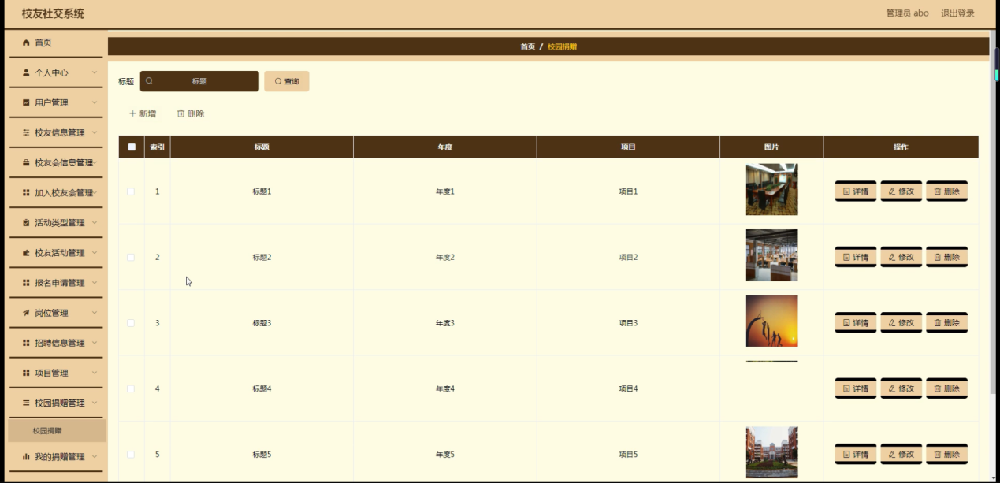 校友社交系统
管理员 abo 退出登录
首页
个人中心
用户管理
校友信息管理
校友会信息管理
加入校友会管理
活动类型管理
校友活动管理
报名申请管理
岗位管理
招聘信息管理
项目管理
校园捐赠管理
校园捐赠
我的捐赠管理
首页 / 校园捐赠
标题 标题 查询
新增 删除
索引 标题 年度 项目 图片 操作
1 标题1 年度1 项目1 详情 修改 删除
2 标题2 年度2 项目2 详情 修改 删除
3 标题3 年度3 项目3 详情 修改 删除
4 标题4 年度4 项目4 详情 修改 删除
5 标题5 年度5 项目5 详情 修改 删除